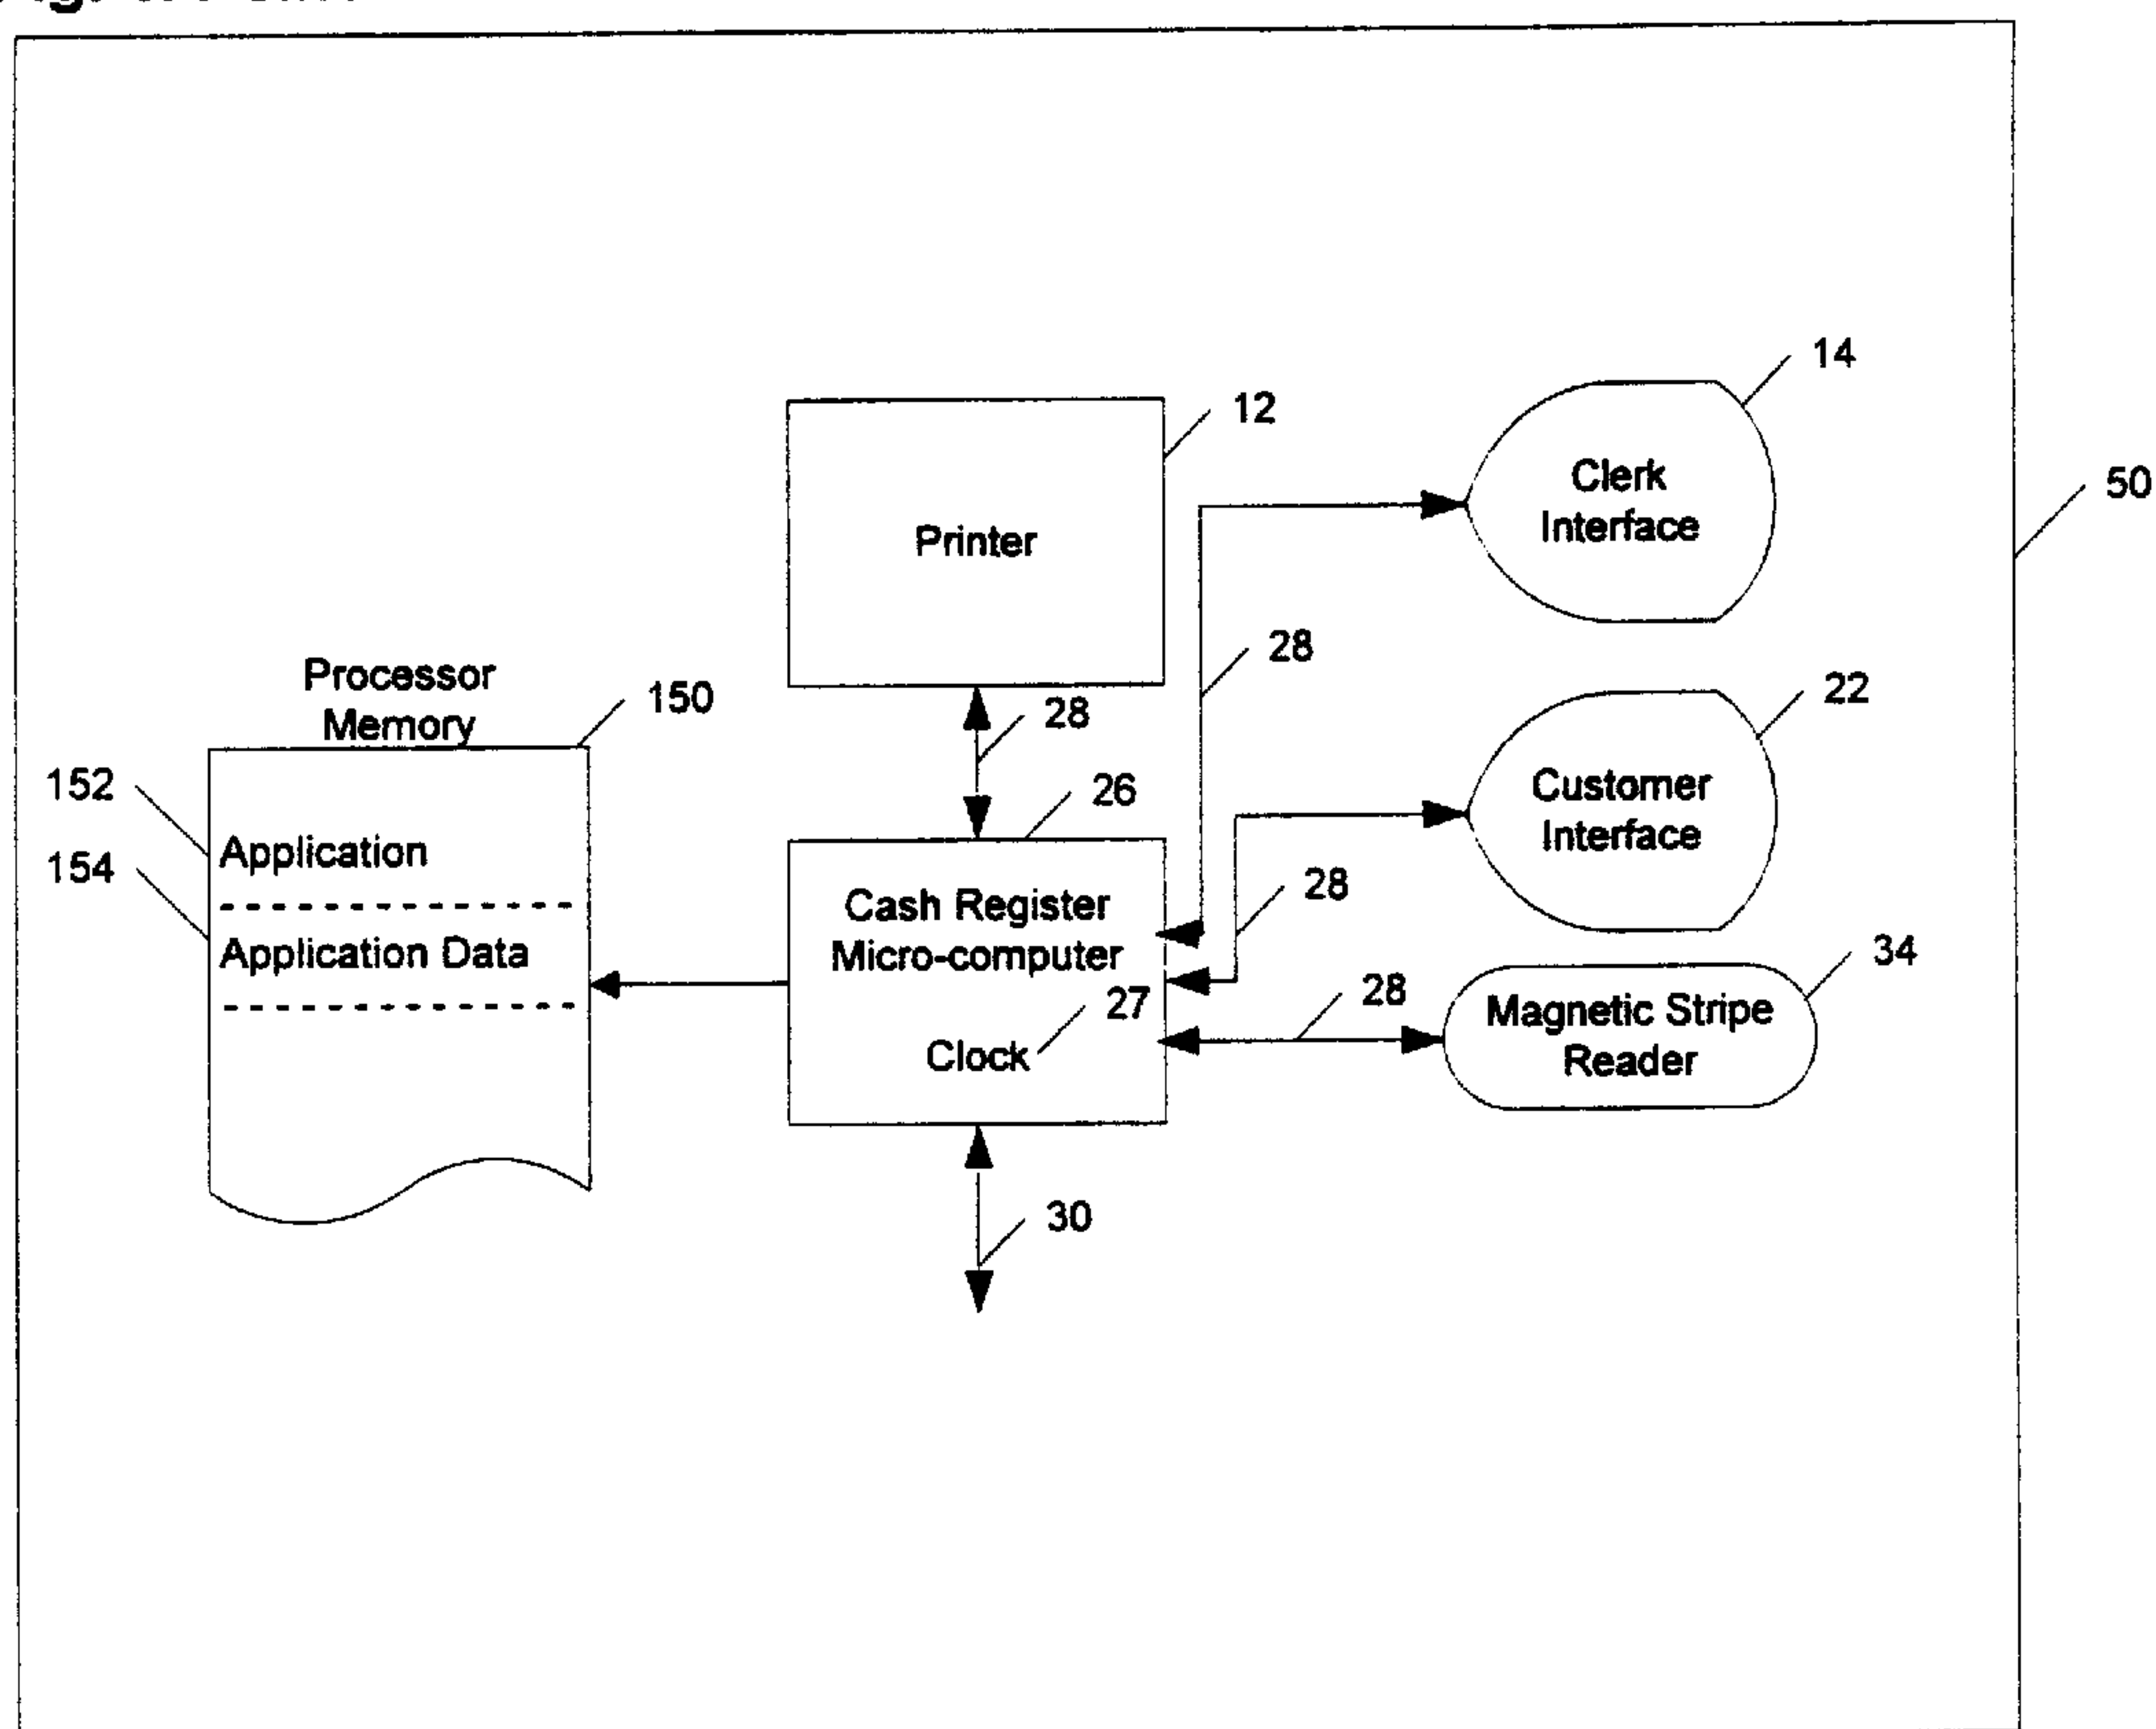 14
12
Clerk
Interface
50
Printer
28
Processor
Memory
150
28
22
152
26
Customer
Interface
Application
154
Cash Register
Micro-computer
28
Application Data
34
27
28
Magnetic Stripe
Reader
Clock
30